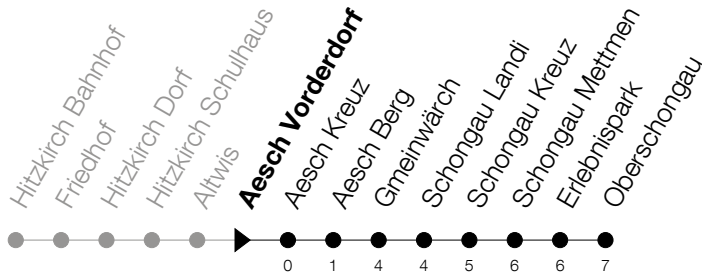 Hitzkirch Bahnhof
Friedhof
Hitzkirch Dorf
Hitzkirch Schulhaus
Altwis
Aesch Vorderdorf
Aesch Kreuz
Aesch Berg
Gmeinwärch
Schongau Landi
Schongau Kreuz
Schongau Mettmen
Erlebnispark
Oberschongau
0 1 4 4 5 6 6 7